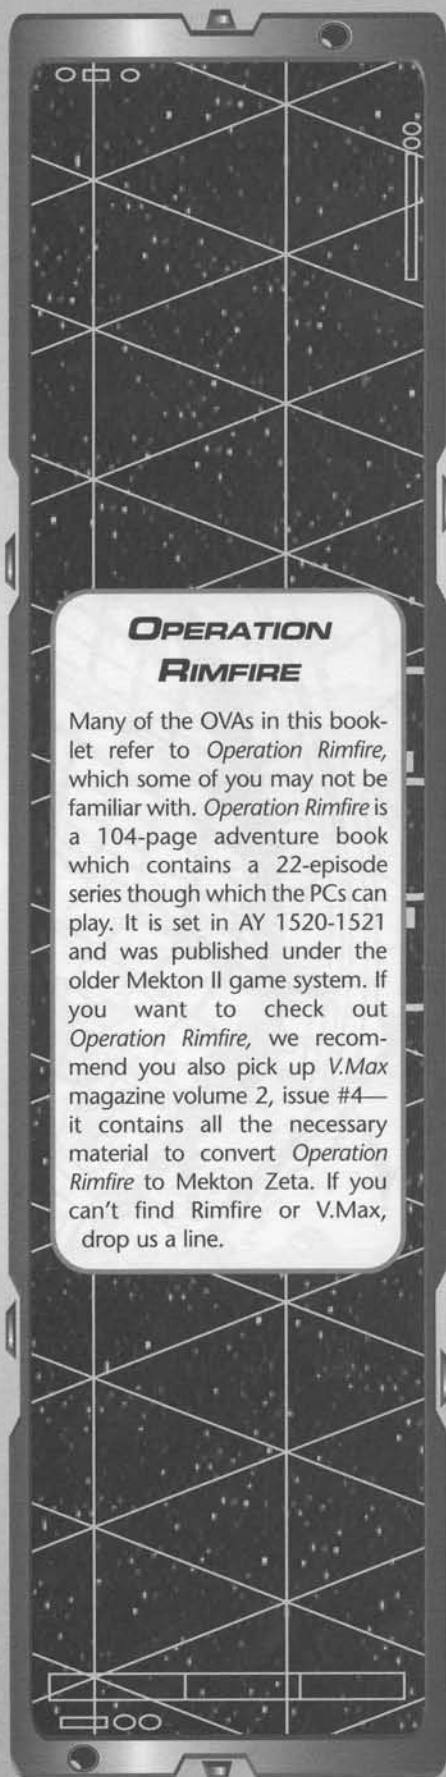 OPERATION
RIMFIRE
Many of the OVAs in this book-
let refer to Operation Rimfire,
which some of you may not be
familiar with. Operation Rimfire is
a 104-page adventure book
which contains a 22-episode
series though which the PCs can
play. It is set in AY 1520-1521
and was published under the
older Mekton II game system. If
you want to check out
Operation Rimfire, we recom-
mend you also pick up V.Max
magazine volume 2, issue #4—
it contains all the necessary
material to convert Operation
Rimfire to Mekton Zeta. If you
can't find Rimfire or V.Max,
drop us a line.